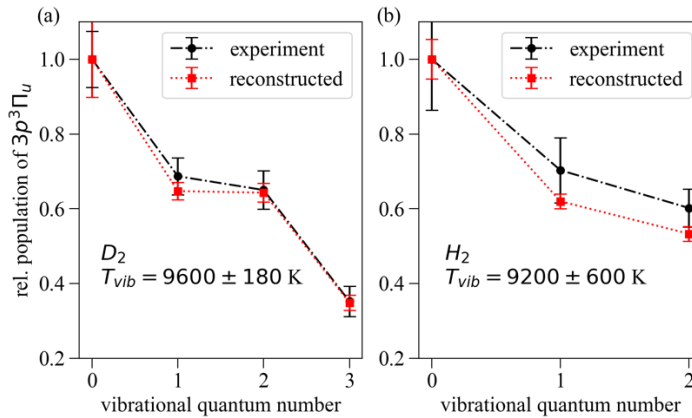 (a)
experiment
reconstructed
rel. population of 3p³Πᵤ
1.0
0.8
0.6
0.4
0.2
D₂
T_vib = 9600 ± 180 K
0
1
2
3
vibrational quantum number
(b)
experiment
reconstructed
1.0
0.8
0.6
0.4
0.2
H₂
T_vib = 9200 ± 600 K
0
1
2
vibrational quantum number